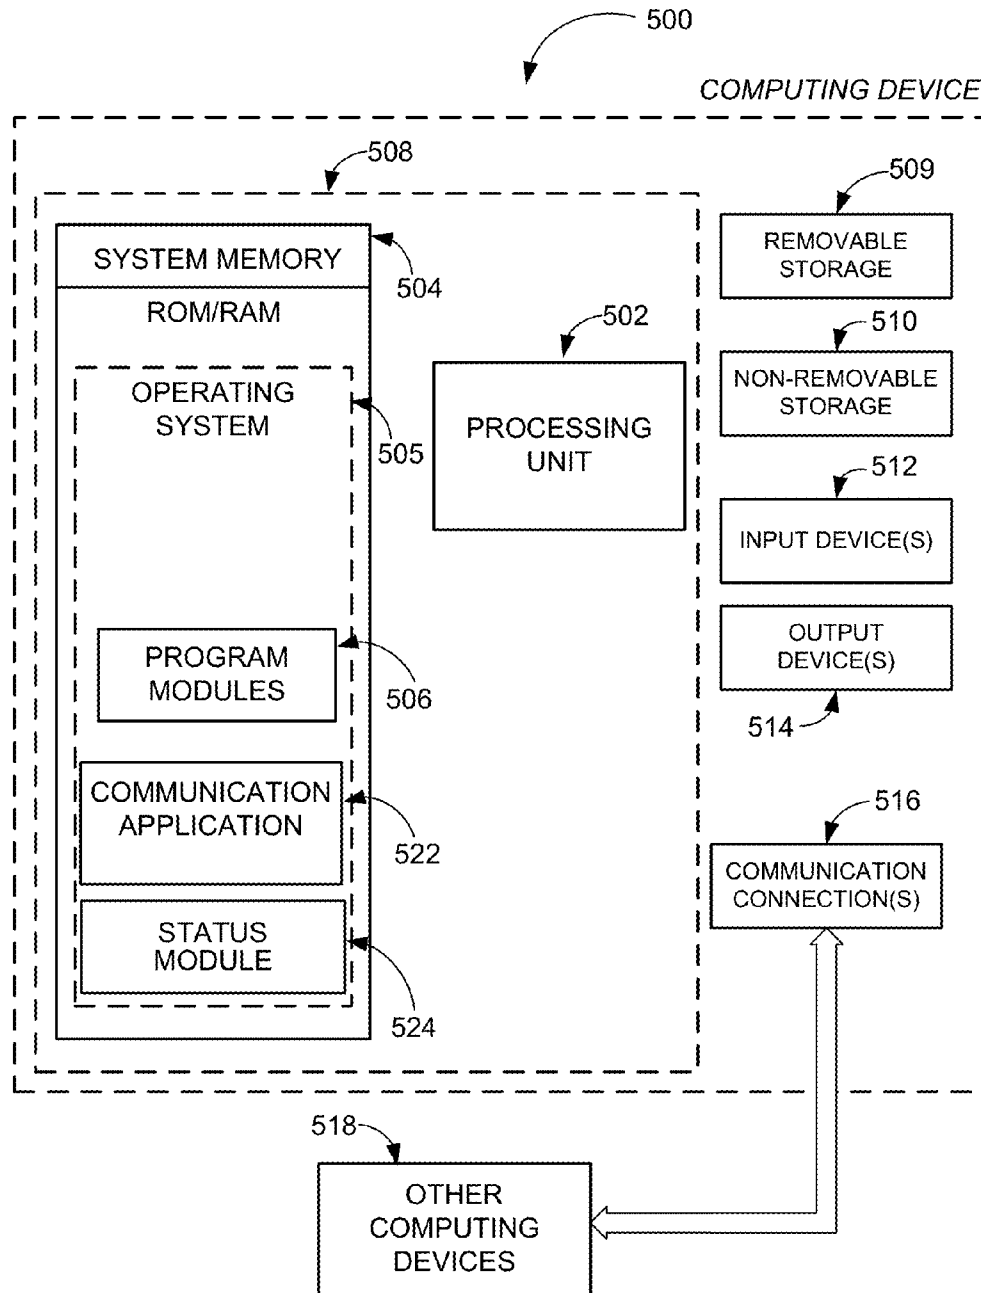 500
COMPUTING DEVICE
508
509
SYSTEM MEMORY
504
REMOVABLE
STORAGE
ROM/RAM
502
510
OPERATING
SYSTEM
505
PROCESSING
UNIT
NON-REMOVABLE
STORAGE
512
INPUT DEVICE(S)
PROGRAM
MODULES
506
OUTPUT
DEVICE(S)
514
COMMUNICATION
APPLICATION
522
516
COMMUNICATION
CONNECTION(S)
STATUS
MODULE
524
518
OTHER
COMPUTING
DEVICES